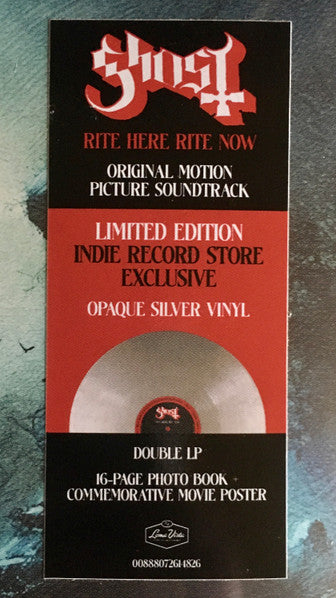 Ghost
RITE HERE RITE NOW
ORIGINAL MOTION
PICTURE SOUNDTRACK
LIMITED EDITION
INDIE RECORD STORE
EXCLUSIVE
OPAQUE SILVER VINYL
Ghost
DOUBLE LP
16-PAGE PHOTO BOOK +
COMMEMORATIVE MOVIE POSTER
Loma Vista
00888072614826